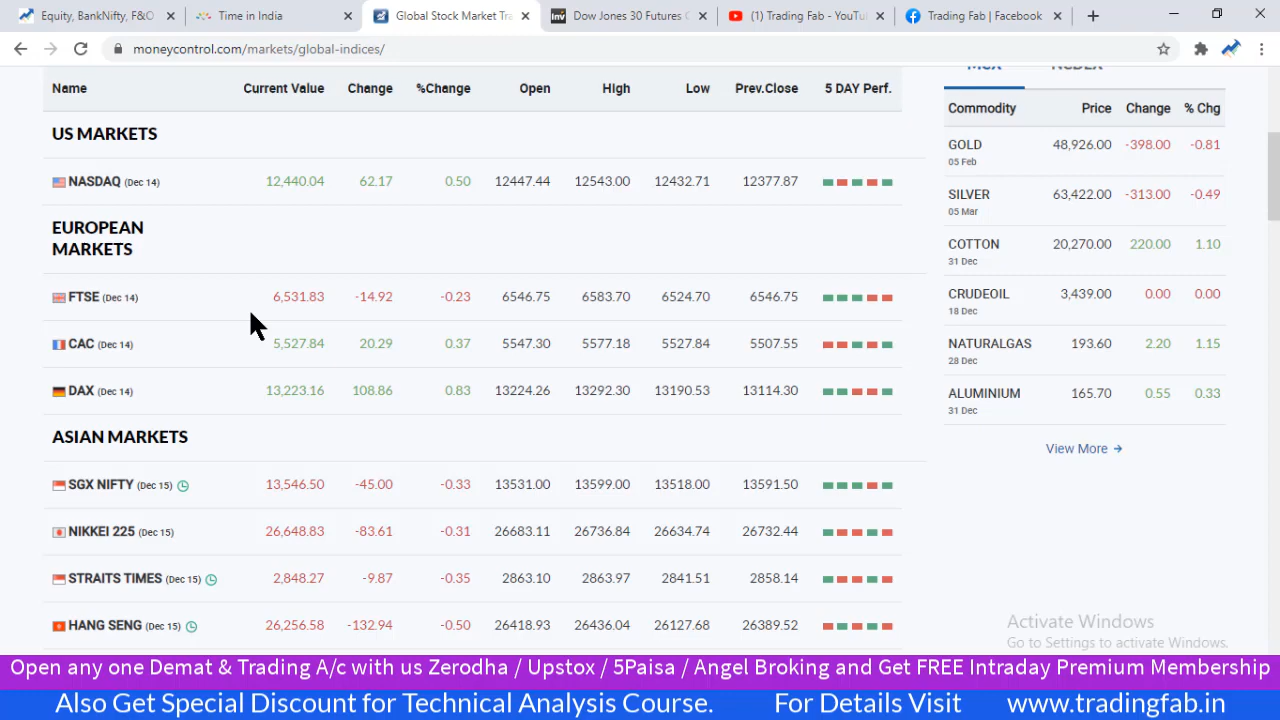 Equity, BankNifty, F&O
Time in India
Global Stock Market Tra
Dow Jones 30 Futures C
(1) Trading Fab - YouTu
Trading Fab | Facebook
moneycontrol.com/markets/global-indices/
Name Current Value Change %Change Open High Low Prev.Close 5 DAY Perf.
US MARKETS
NASDAQ (Dec 14) 12,440.04 62.17 0.50 12447.44 12543.00 12432.71 12377.87
EUROPEAN
MARKETS
FTSE (Dec 14) 6,531.83 -14.92 -0.23 6546.75 6583.70 6524.70 6546.75
CAC (Dec 14) 5,527.84 20.29 0.37 5547.30 5577.18 5527.84 5507.55
DAX (Dec 14) 13,223.16 108.86 0.83 13224.26 13292.30 13190.53 13114.30
ASIAN MARKETS
SGX NIFTY (Dec 15) 13,546.50 -45.00 -0.33 13531.00 13599.00 13518.00 13591.50
NIKKEI 225 (Dec 15) 26,648.83 -83.61 -0.31 26683.11 26736.84 26634.74 26732.44
STRAITS TIMES (Dec 15) 2,848.27 -9.87 -0.35 2863.10 2863.97 2841.51 2858.14
HANG SENG (Dec 15) 26,256.58 -132.94 -0.50 26418.93 26436.04 26127.68 26389.52
MCX NCDEX
Commodity Price Change % Chg
GOLD 48,926.00 -398.00 -0.81
05 Feb
SILVER 63,422.00 -313.00 -0.49
05 Mar
COTTON 20,270.00 220.00 1.10
31 Dec
CRUDEOIL 3,439.00 0.00 0.00
18 Dec
NATURALGAS 193.60 2.20 1.15
28 Dec
ALUMINIUM 165.70 0.55 0.33
31 Dec
View More
Activate Windows
Go to Settings to activate Windows.
Open any one Demat & Trading A/c with us Zerodha / Upstox / 5Paisa / Angel Broking and Get FREE Intraday Premium Membership
Also Get Special Discount for Technical Analysis Course. For Details Visit www.tradingfab.in